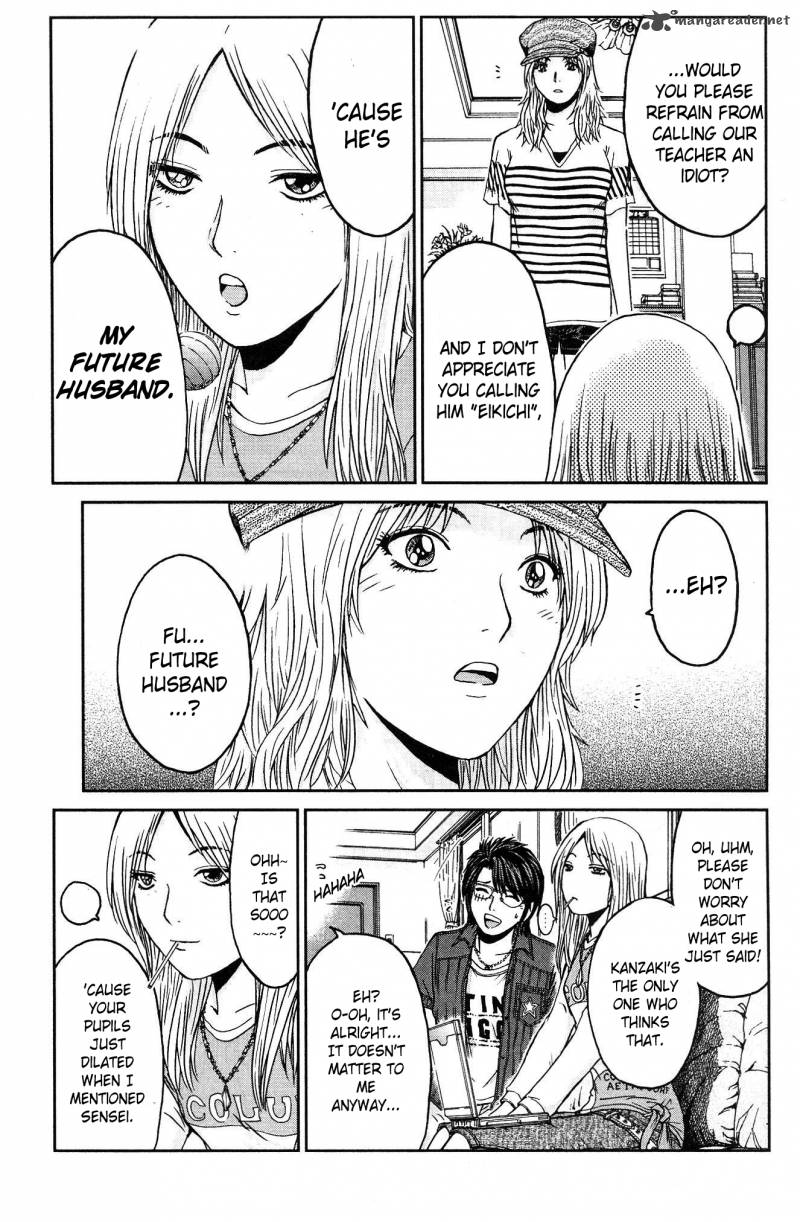 mangareader.net
...WOULD
YOU PLEASE
REFRAIN FROM
CALLING OUR
TEACHER AN
IDIOT?
AND I DON'T
APPRECIATE
YOU CALLING
HIM "EIKICHI",
'CAUSE
HE'S
MY
FUTURE
HUSBAND.
...EH?
FU...
FUTURE
HUSBAND
...?
OH, UHM,
PLEASE
DON'T
WORRY
ABOUT
WHAT SHE
JUST SAID!
KANZAKI'S
THE ONLY
ONE WHO
THINKS
THAT.
HAHAHA
EH?
O-OH, IT'S
ALRIGHT...
IT DOESN'T
MATTER TO
ME
ANYWAY...
OHH~
IS
THAT
SOOO
~~~?
'CAUSE
YOUR
PUPILS
JUST
DILATED
WHEN I
MENTIONED
SENSEI.
COLU